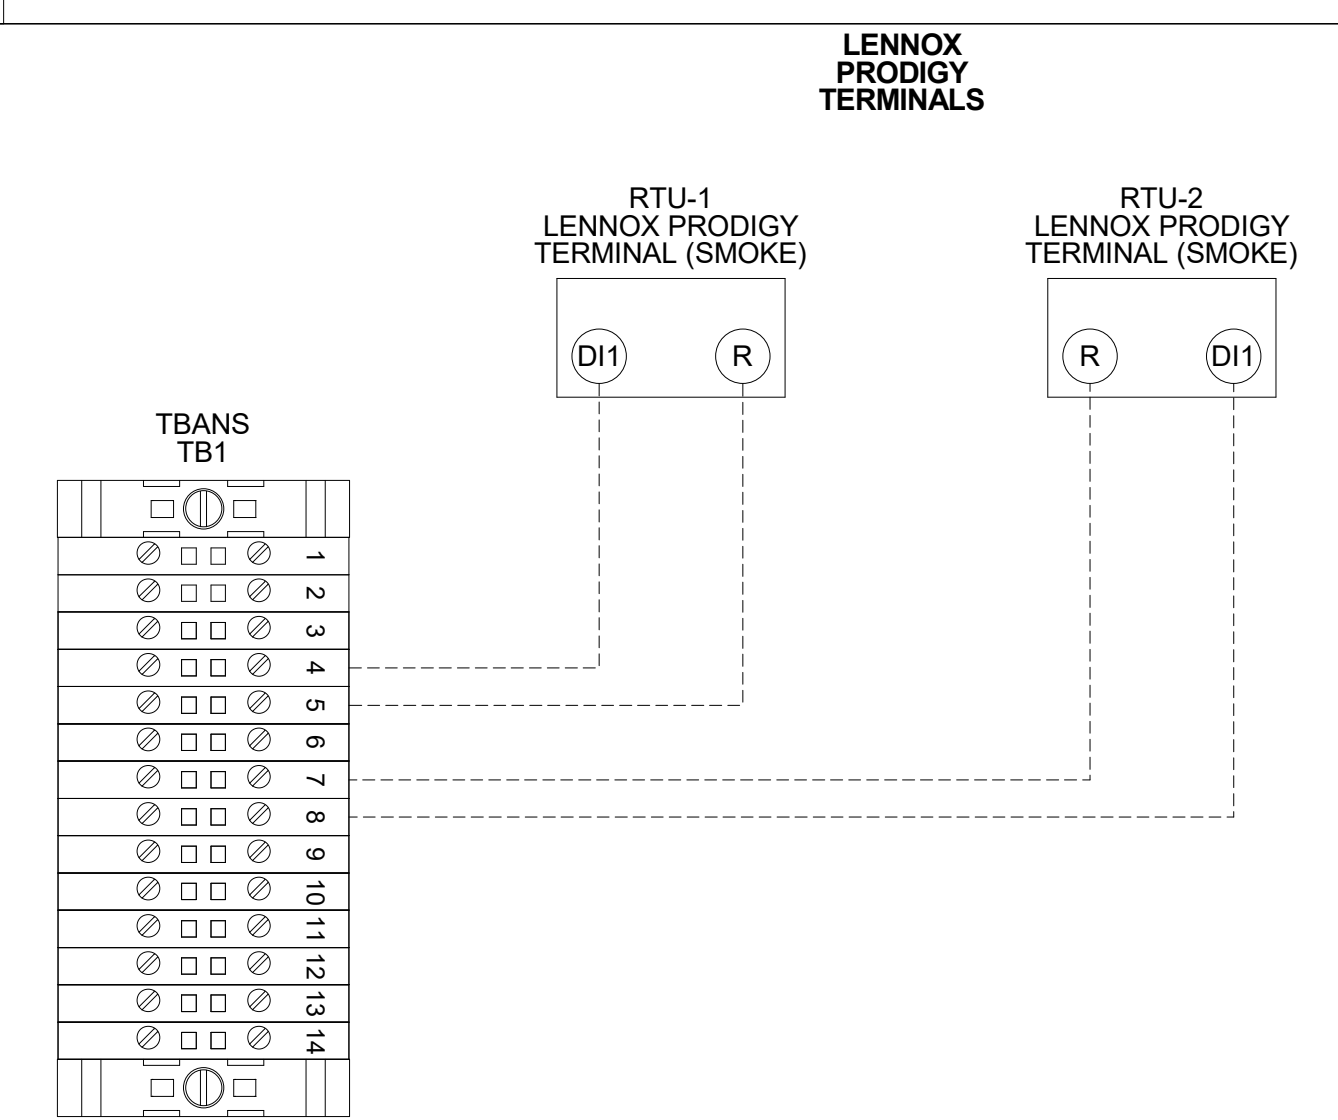 LENNOX
PRODIGY
TERMINALS
RTU-1
LENNOX PRODIGY
TERMINAL (SMOKE)
RTU-2
LENNOX PRODIGY
TERMINAL (SMOKE)
DI1
R
R
DI1
TBANS
TB1
1
2
3
4
5
6
7
8
9
10
11
12
13
14